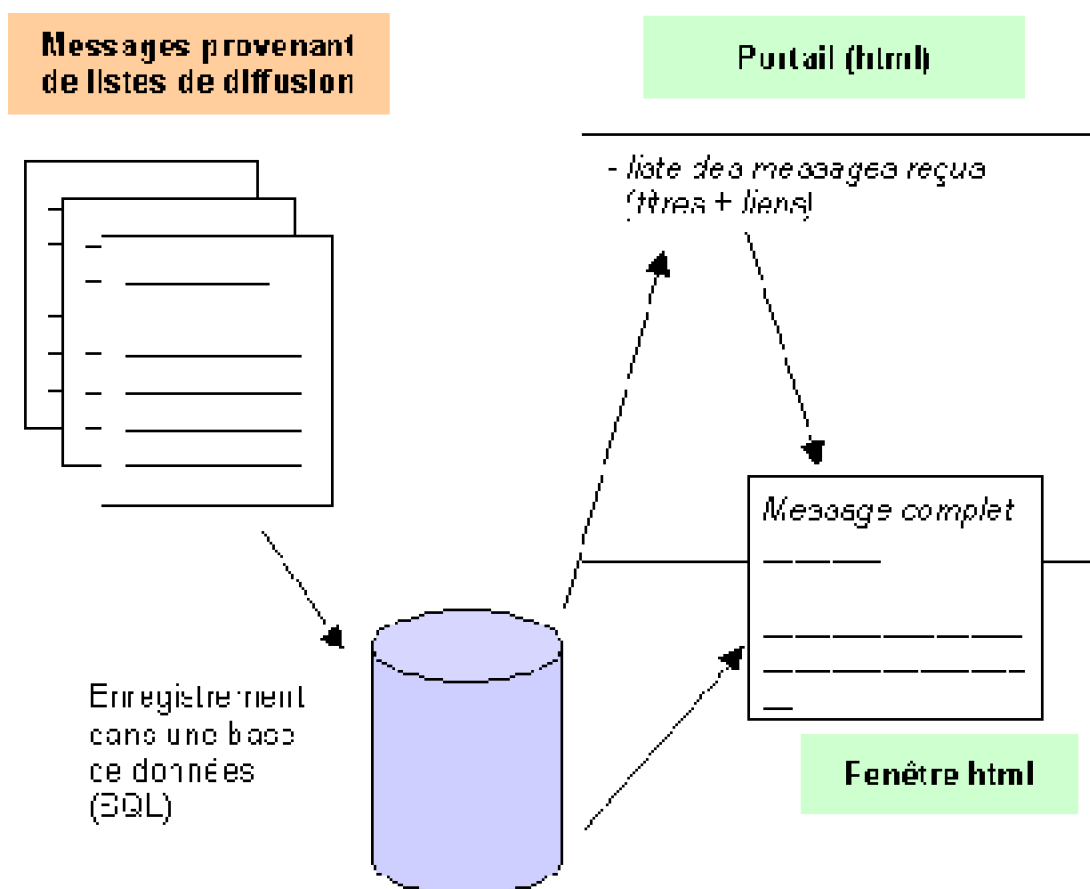 Messages provenant
de listes de diffusion
Portail (html)
- liste des messages reçus
(titres + liens)
Message complet
Enregistrement
dans une base
de données
(SQL)
Fenêtre html